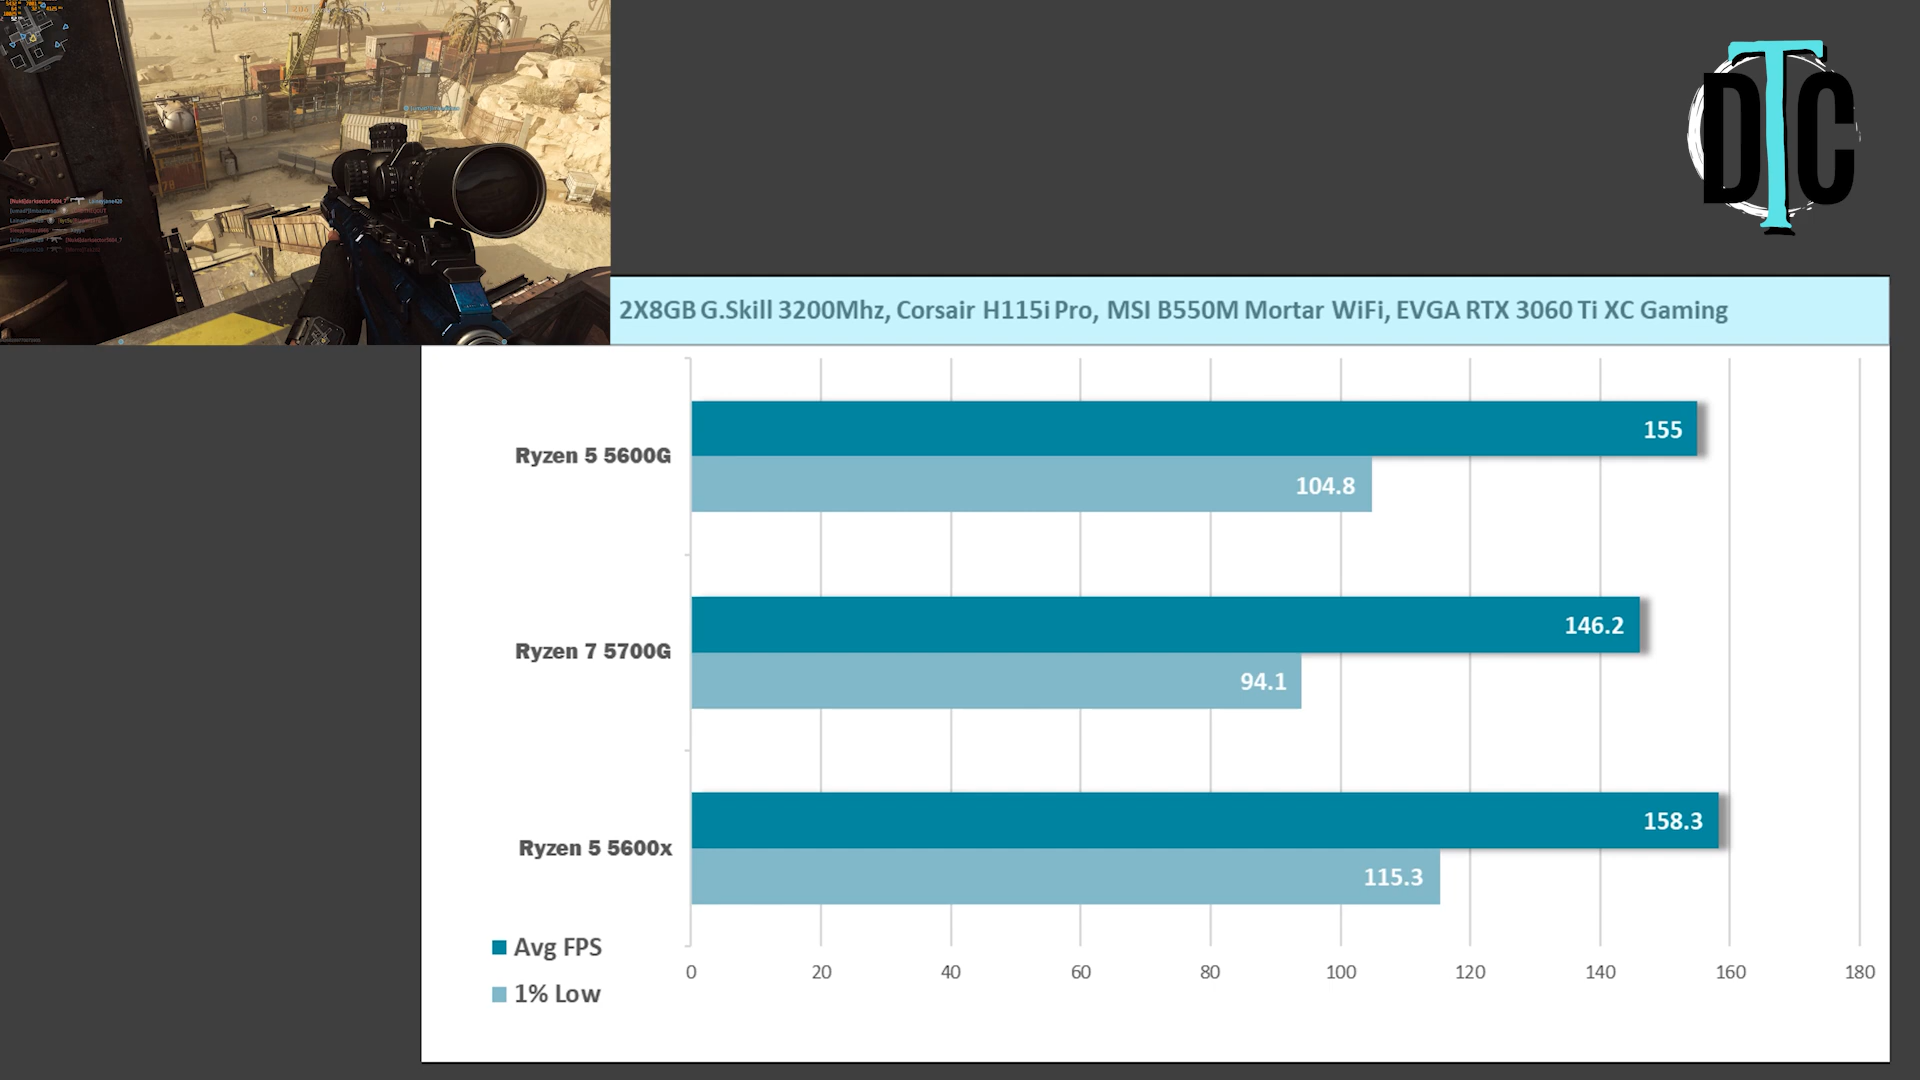 DTC
2X8GB G.Skill 3200Mhz, Corsair H115i Pro, MSI B550M Mortar WiFi, EVGA RTX 3060 Ti XC Gaming
Ryzen 5 5600G
155
104.8
Ryzen 7 5700G
146.2
94.1
Ryzen 5 5600x
158.3
115.3
Avg FPS
1% Low
0 20 40 60 80 100 120 140 160 180